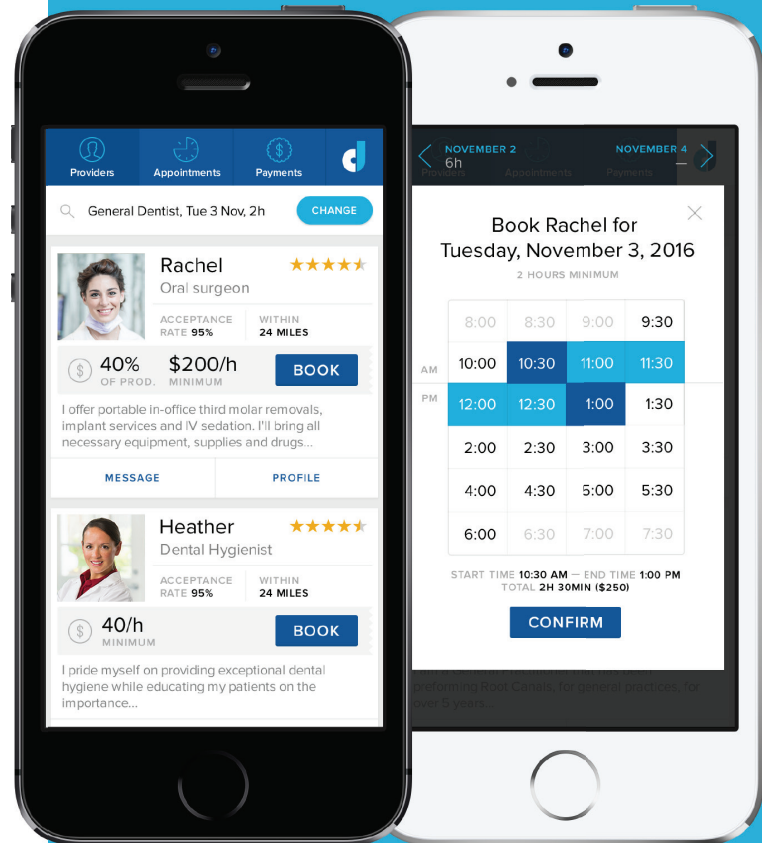 Providers
Appointments
Payments
General Dentist, Tue 3 Nov, 2h
CHANGE
Rachel
Oral surgeon
ACCEPTANCE RATE 95%
WITHIN 24 MILES
$
40% OF PROD.
$200/h MINIMUM
BOOK
I offer portable in-office third molar removals,
implant services and IV sedation. I'll bring all
necessary equipment, supplies and drugs...
MESSAGE
PROFILE
Heather
Dental Hygienist
ACCEPTANCE RATE 95%
WITHIN 24 MILES
$
40/h MINIMUM
BOOK
I pride myself on providing exceptional dental
hygiene while educating my patients on the
importance...
NOVEMBER 2
6h
NOVEMBER 4
–
Providers Appointments Payments
Book Rachel for
Tuesday, November 3, 2016
2 HOURS MINIMUM
8:00 8:30 9:00 9:30
AM 10:00 10:30 11:00 11:30
PM 12:00 12:30 1:00 1:30
2:00 2:30 3:00 3:30
4:00 4:30 5:00 5:30
6:00 6:30 7:00 7:30
START TIME 10:30 AM — END TIME 1:00 PM
TOTAL 2H 30MIN ($250)
CONFIRM
preforming Root Canals, for general practices, for
over 5 years...